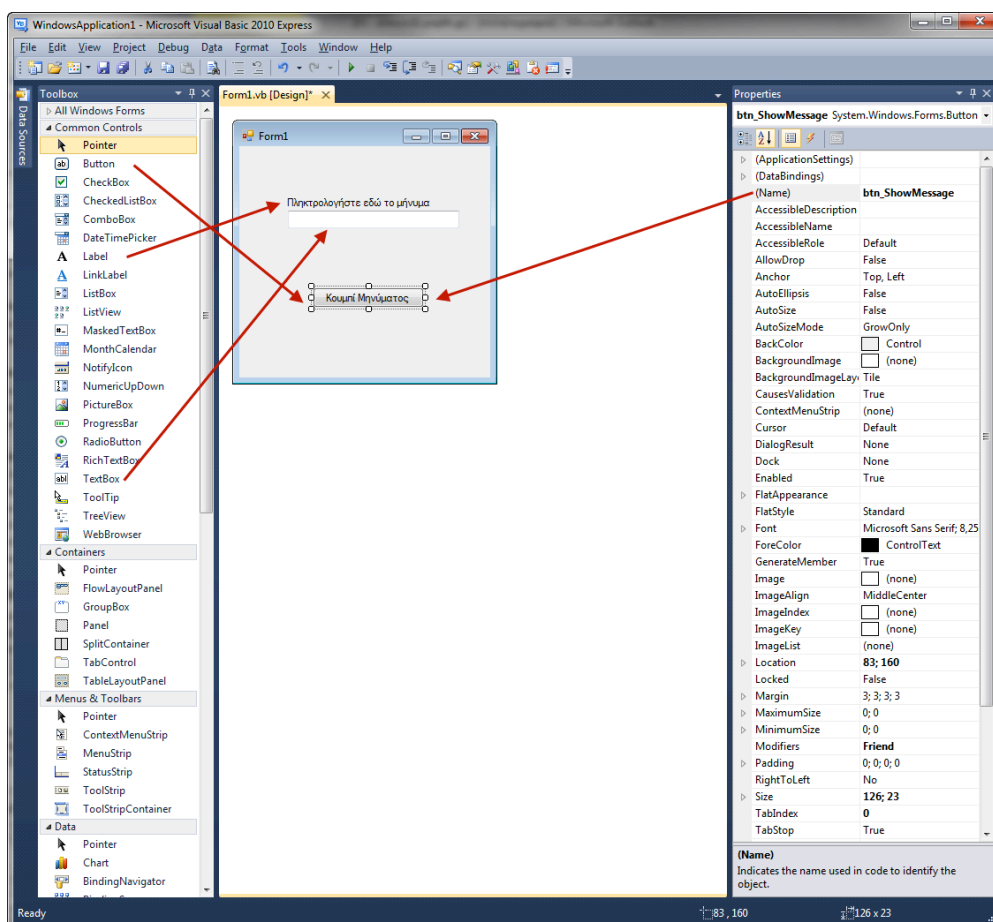 WindowsApplication1 - Microsoft Visual Basic 2010 Express
File Edit View Project Debug Data Format Tools Window Help
Data Sources
Toolbox
All Windows Forms
Common Controls
Pointer
Button
CheckBox
CheckedListBox
ComboBox
DateTimePicker
Label
LinkLabel
ListBox
ListView
MaskedTextBox
MonthCalendar
NotifyIcon
NumericUpDown
PictureBox
ProgressBar
RadioButton
RichTextBox
TextBox
ToolTip
TreeView
WebBrowser
Containers
Pointer
FlowLayoutPanel
GroupBox
Panel
SplitContainer
TabControl
TableLayoutPanel
Menus & Toolbars
Pointer
ContextMenuStrip
MenuStrip
StatusStrip
ToolStrip
ToolStripContainer
Data
Pointer
Chart
BindingNavigator
Form1.vb [Design]*
Form1
Πληκτρολογήστε εδώ το μήνυμα
Κουμπί Μηνύματος
Properties
btn_ShowMessage System.Windows.Forms.Button
(ApplicationSettings)
(DataBindings)
(Name) btn_ShowMessage
AccessibleDescription
AccessibleName
AccessibleRole Default
AllowDrop False
Anchor Top, Left
AutoEllipsis False
AutoSize False
AutoSizeMode GrowOnly
BackColor Control
BackgroundImage (none)
BackgroundImageLay Tile
CausesValidation True
ContextMenuStrip (none)
Cursor Default
DialogResult None
Dock None
Enabled True
FlatAppearance
FlatStyle Standard
Font Microsoft Sans Serif; 8,25
ForeColor ControlText
GenerateMember True
Image (none)
ImageAlign MiddleCenter
ImageIndex (none)
ImageKey (none)
ImageList (none)
Location 83; 160
Locked False
Margin 3; 3; 3; 3
MaximumSize 0; 0
MinimumSize 0; 0
Modifiers Friend
Padding 0; 0; 0; 0
RightToLeft No
Size 126; 23
TabIndex 0
TabStop True
(Name)
Indicates the name used in code to identify the
object.
Ready
83 , 160
126 x 23